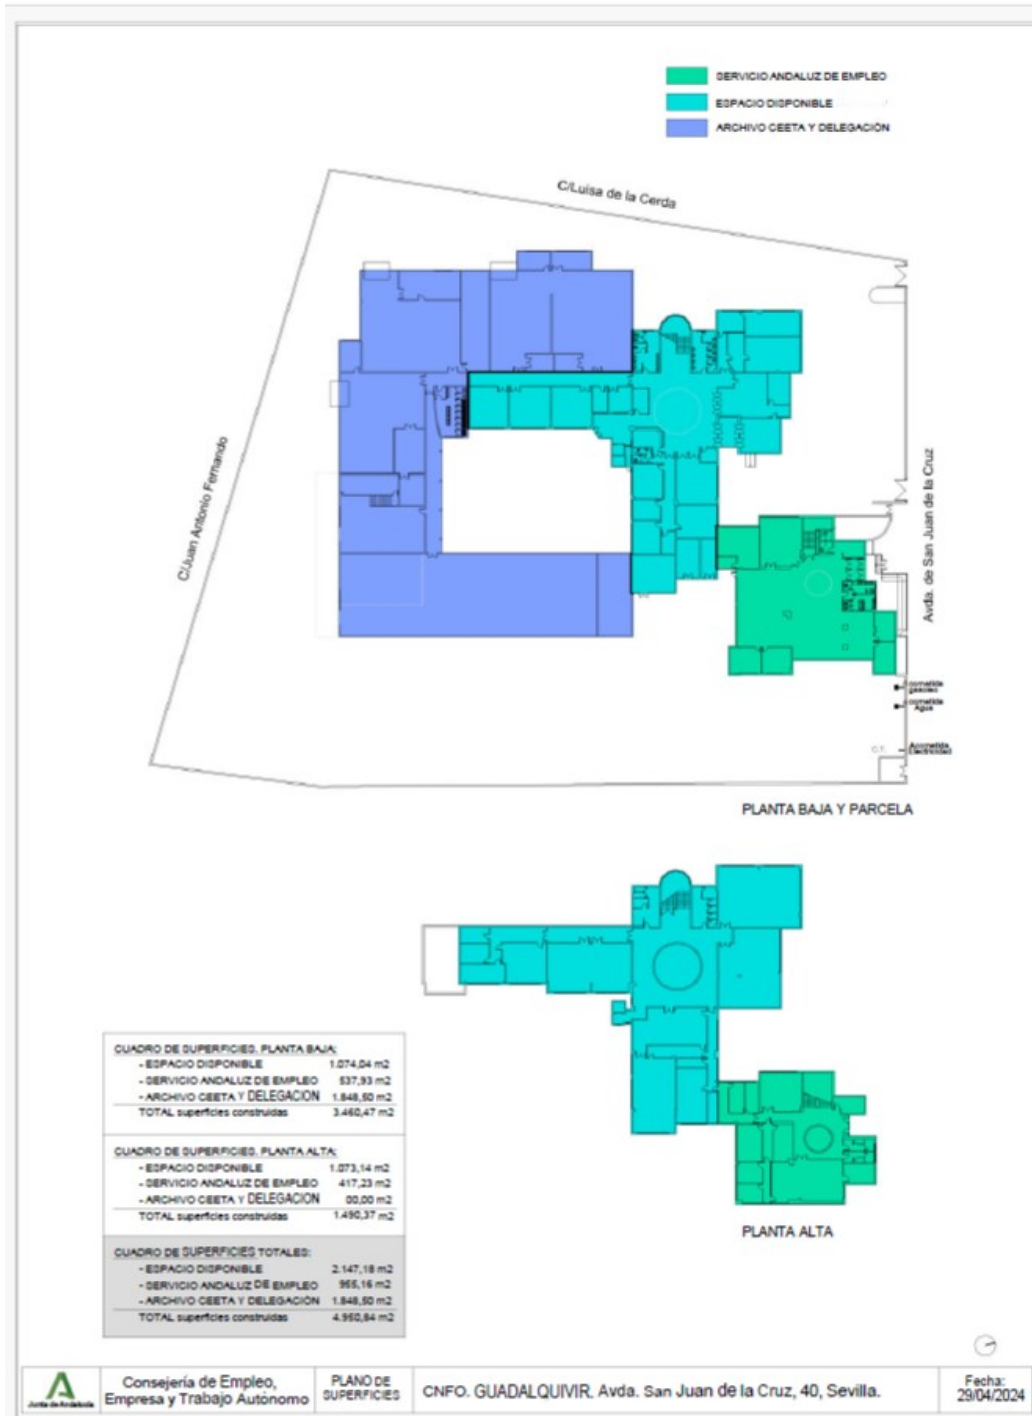 SERVICIO ANDALUZ DE EMPLEO
ESPACIO DISPONIBLE
ARCHIVO CEETA Y DELEGACIÓN
C/Luisa de la Cerda
C/Juan Antonio Fernando
Avda. de San Juan de la Cruz
acometida
gasoleo
acometida
Agua
C.T.
Acometida
Electricidad
PLANTA BAJA Y PARCELA
PLANTA ALTA
CUADRO DE SUPERFICIES. PLANTA BAJA:
- ESPACIO DISPONIBLE 1.074,04 m2
- SERVICIO ANDALUZ DE EMPLEO 537,93 m2
- ARCHIVO CEETA Y DELEGACION 1.848,50 m2
TOTAL superficies construidas 3.460,47 m2
CUADRO DE SUPERFICIES. PLANTA ALTA:
- ESPACIO DISPONIBLE 1.073,14 m2
- SERVICIO ANDALUZ DE EMPLEO 417,23 m2
- ARCHIVO CEETA Y DELEGACION 00,00 m2
TOTAL superficies construidas 1.490,37 m2
CUADRO DE SUPERFICIES TOTALES:
- ESPACIO DISPONIBLE 2.147,18 m2
- SERVICIO ANDALUZ DE EMPLEO 955,16 m2
- ARCHIVO CEETA Y DELEGACIÓN 1.848,50 m2
TOTAL superficies construidas 4.950,84 m2
Junta de Andalucía
Consejería de Empleo,
Empresa y Trabajo Autónomo
PLANO DE
SUPERFICIES
CNFO. GUADALQUIVIR. Avda. San Juan de la Cruz, 40, Sevilla.
Fecha:
29/04/2024